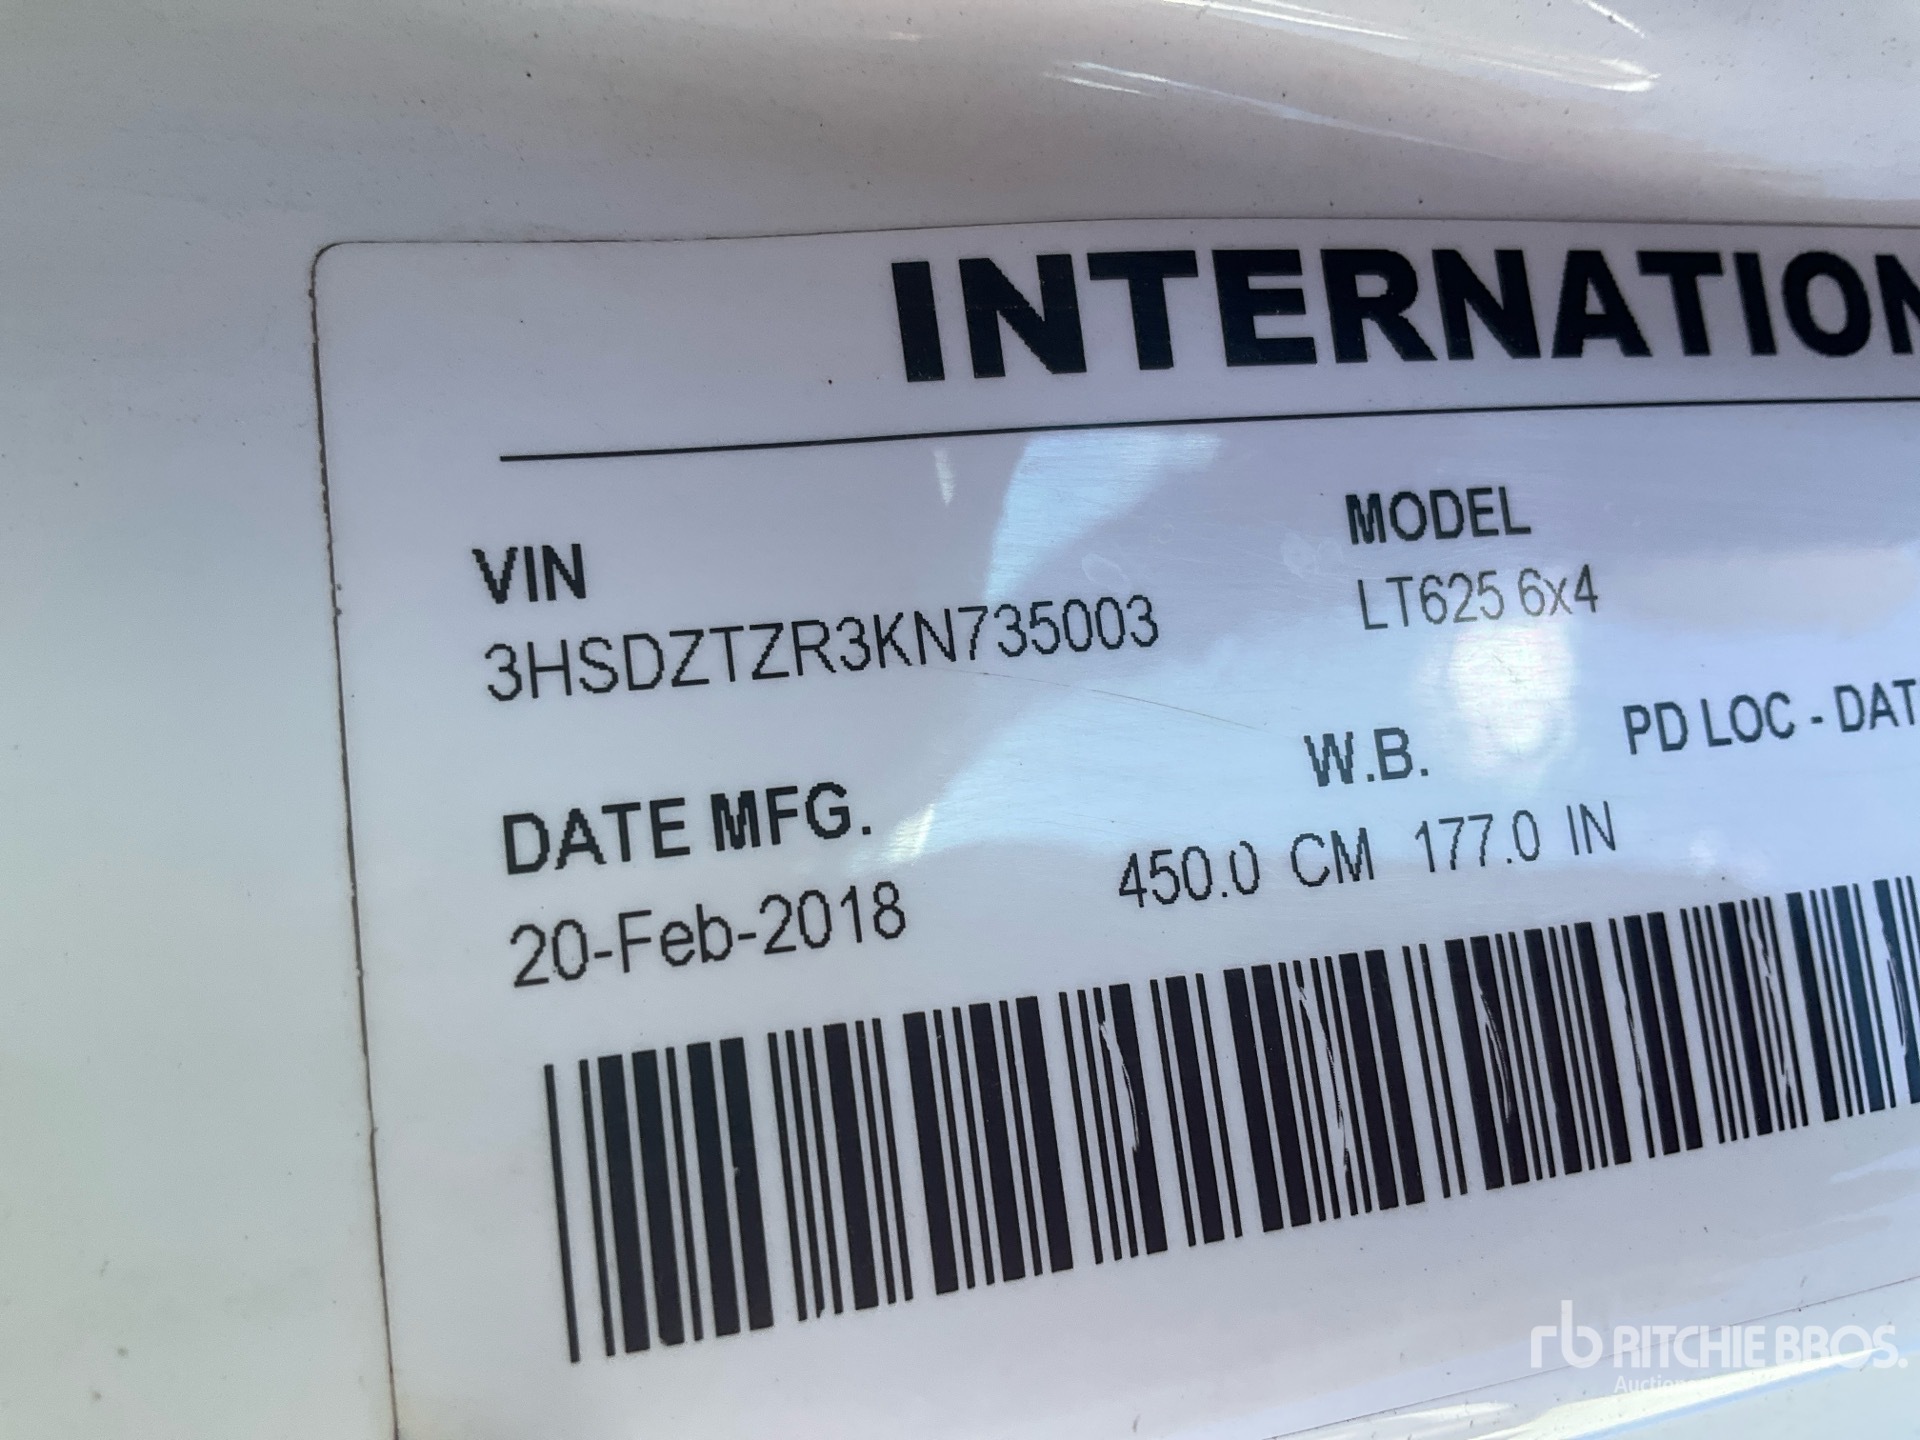 INTERNATION
VIN
MODEL
3HSDZTZR3KN735003
LT625 6x4
DATE MFG.
W.B.
PD LOC - DAT
20-Feb-2018
450.0 CM 177.0 IN
rb RITCHIE BROS.